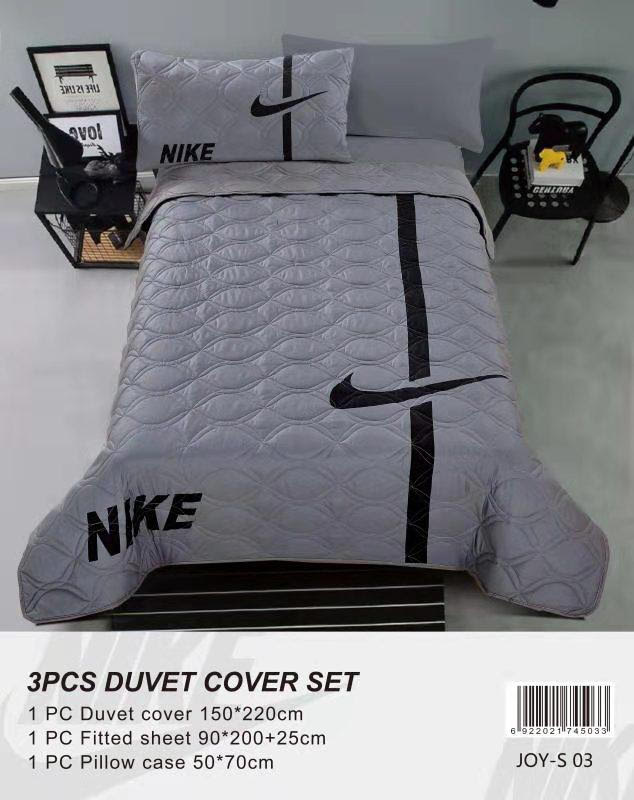 LIFE IS LIKE
JOAO
NIKE
NIKE
3PCS DUVET COVER SET
1 PC Duvet cover 150*220cm
1 PC Fitted sheet 90*200+25cm
1 PC Pillow case 50*70cm
6 922021 745033
JOY-S 03